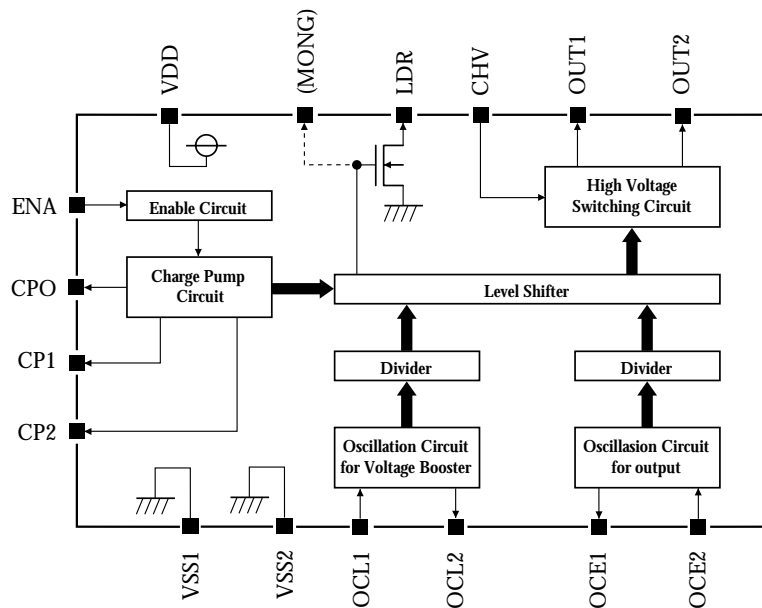 VDD
(MONG)
LDR
CHV
OUT1
OUT2
ENA
Enable Circuit
High Voltage
Switching Circuit
CPO
Charge Pump
Circuit
Level Shifter
CP1
Divider
Divider
CP2
Oscillation Circuit
for Voltage Booster
Oscillasion Circuit
for output
VSS1
VSS2
OCL1
OCL2
OCE1
OCE2